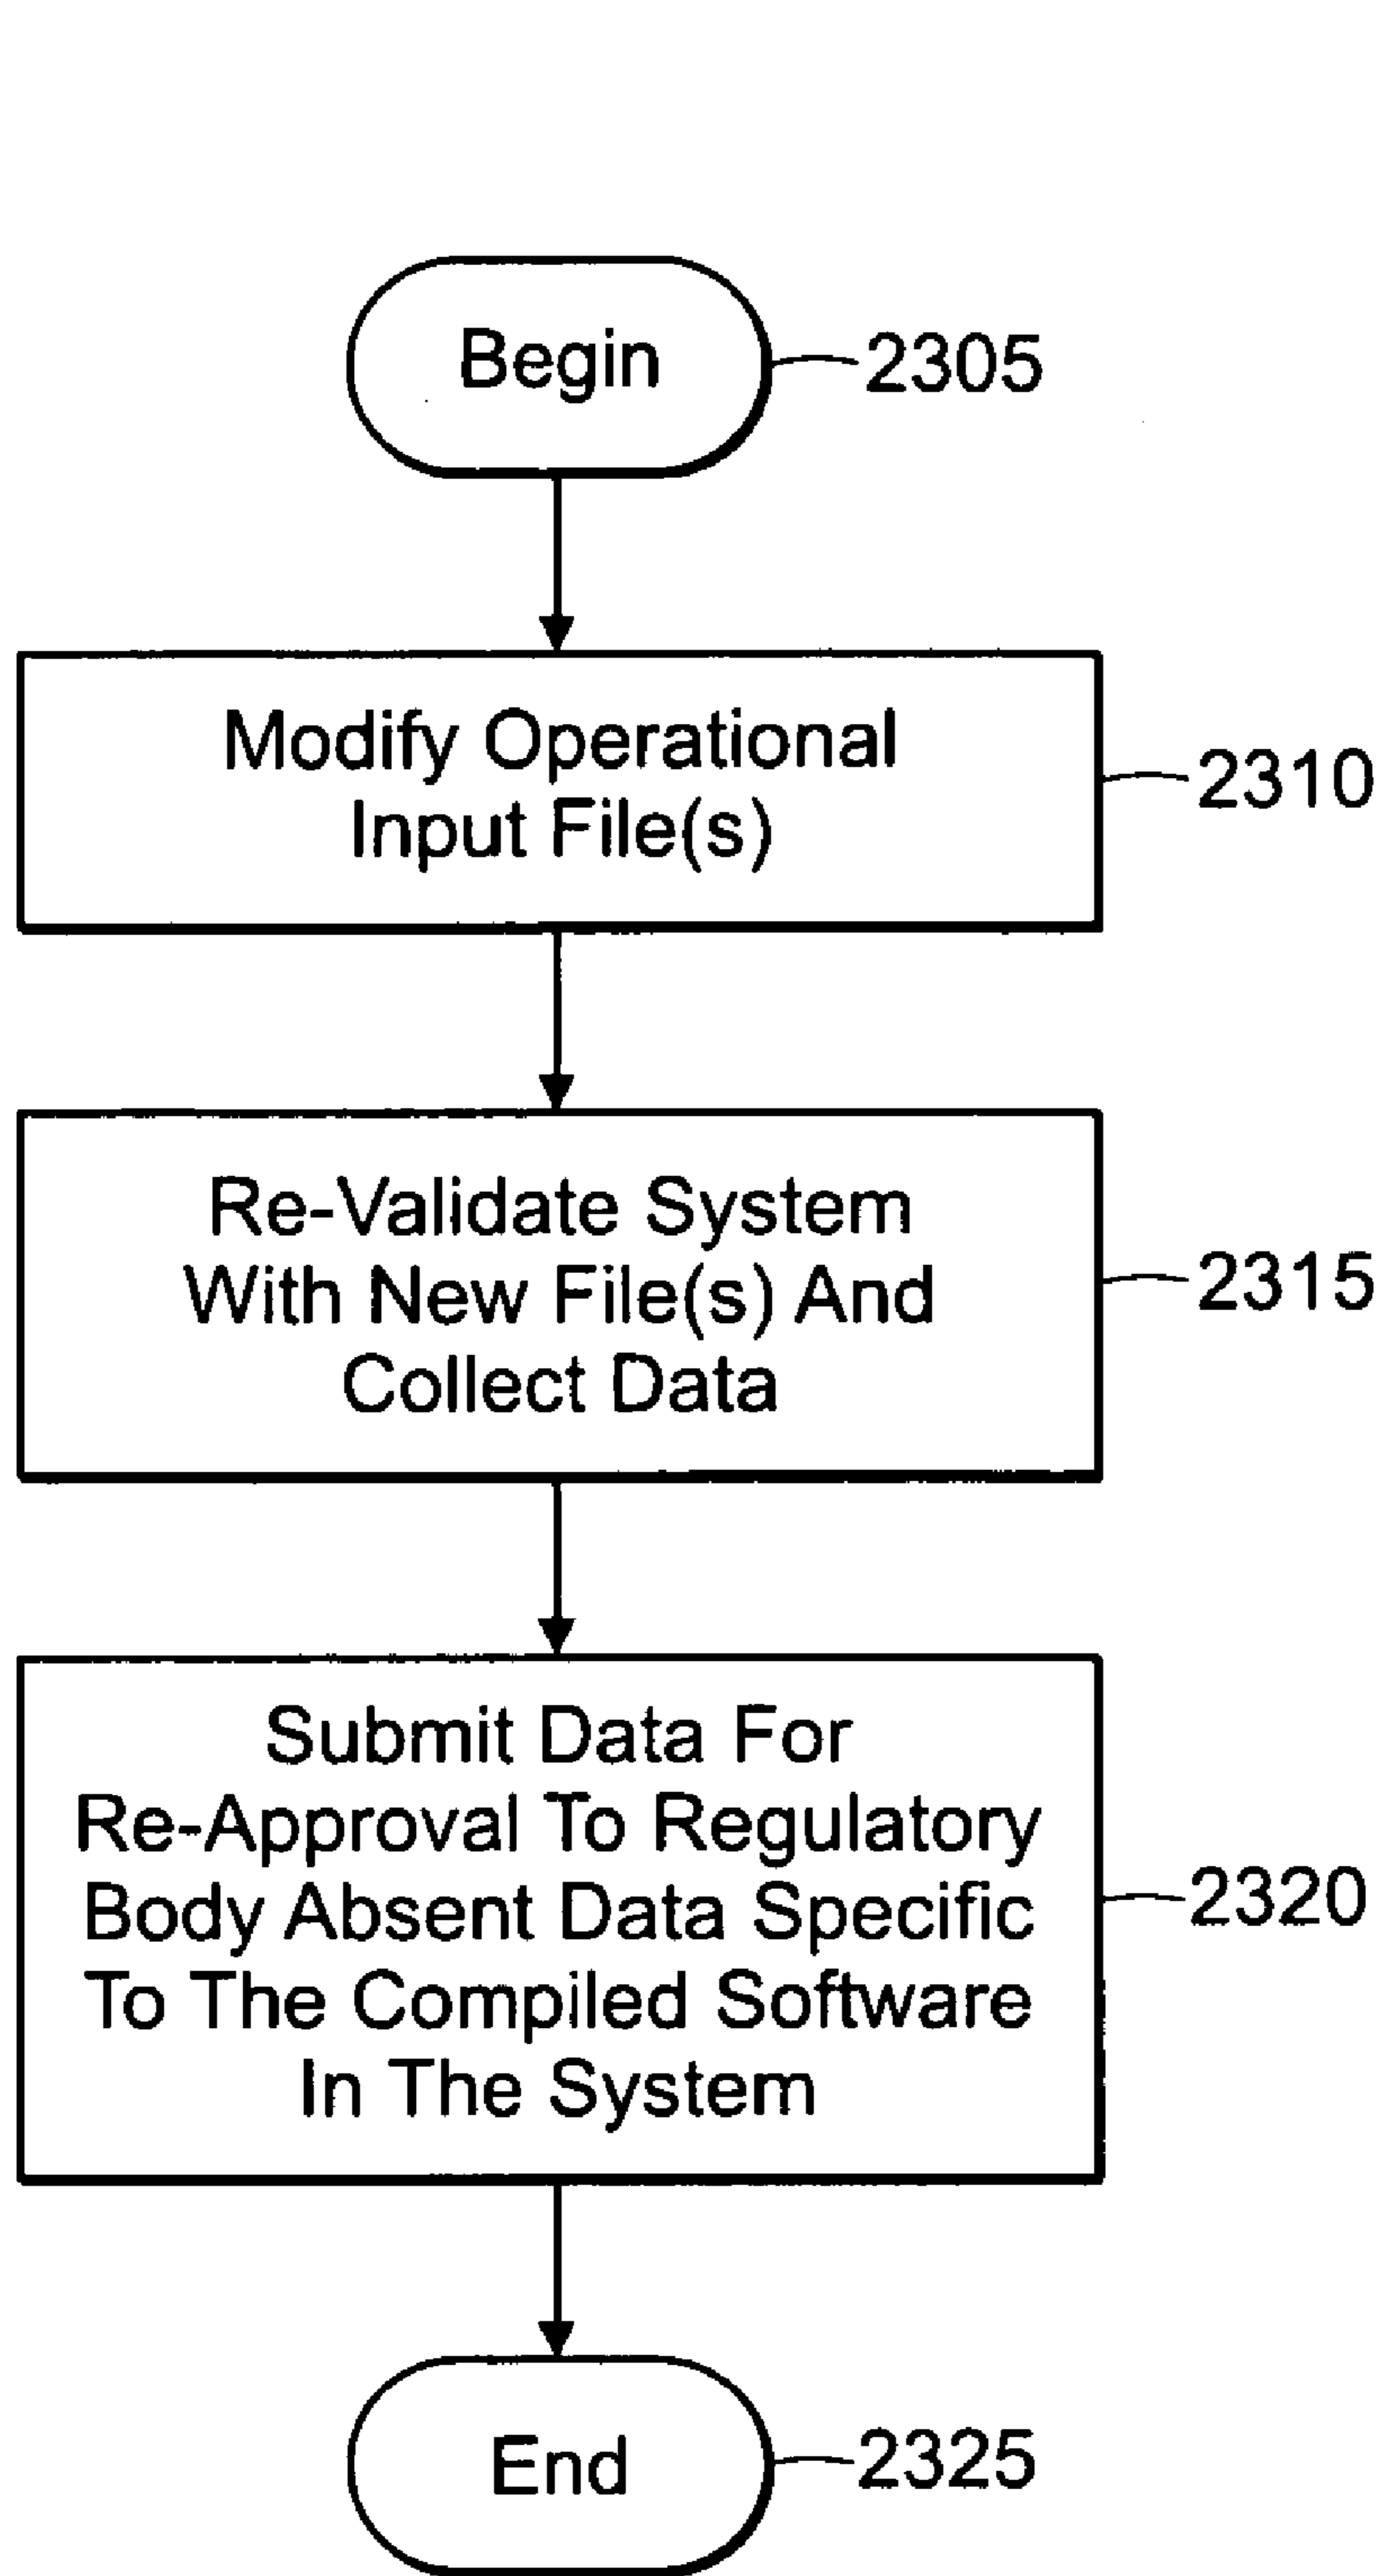 Begin
2305
Modify Operational
Input File(s)
2310
Re-Validate System
With New File(s) And
Collect Data
2315
Submit Data For
Re-Approval To Regulatory
Body Absent Data Specific
To The Compiled Software
In The System
2320
End
2325